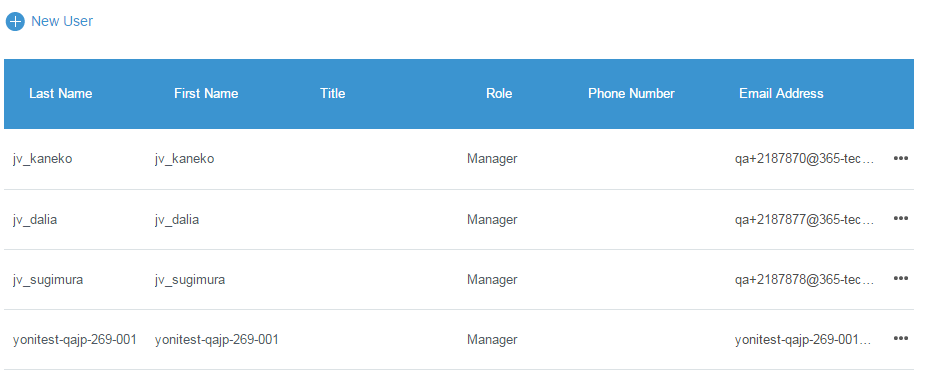 New User
Last Name First Name Title Role Phone Number Email Address
jv_kaneko jv_kaneko Manager qa+2187870@365-tec...
jv_dalia jv_dalia Manager qa+2187877@365-tec...
jv_sugimura jv_sugimura Manager qa+2187878@365-tec...
yonitest-qajp-269-001 yonitest-qajp-269-001 Manager yonitest-qajp-269-001...